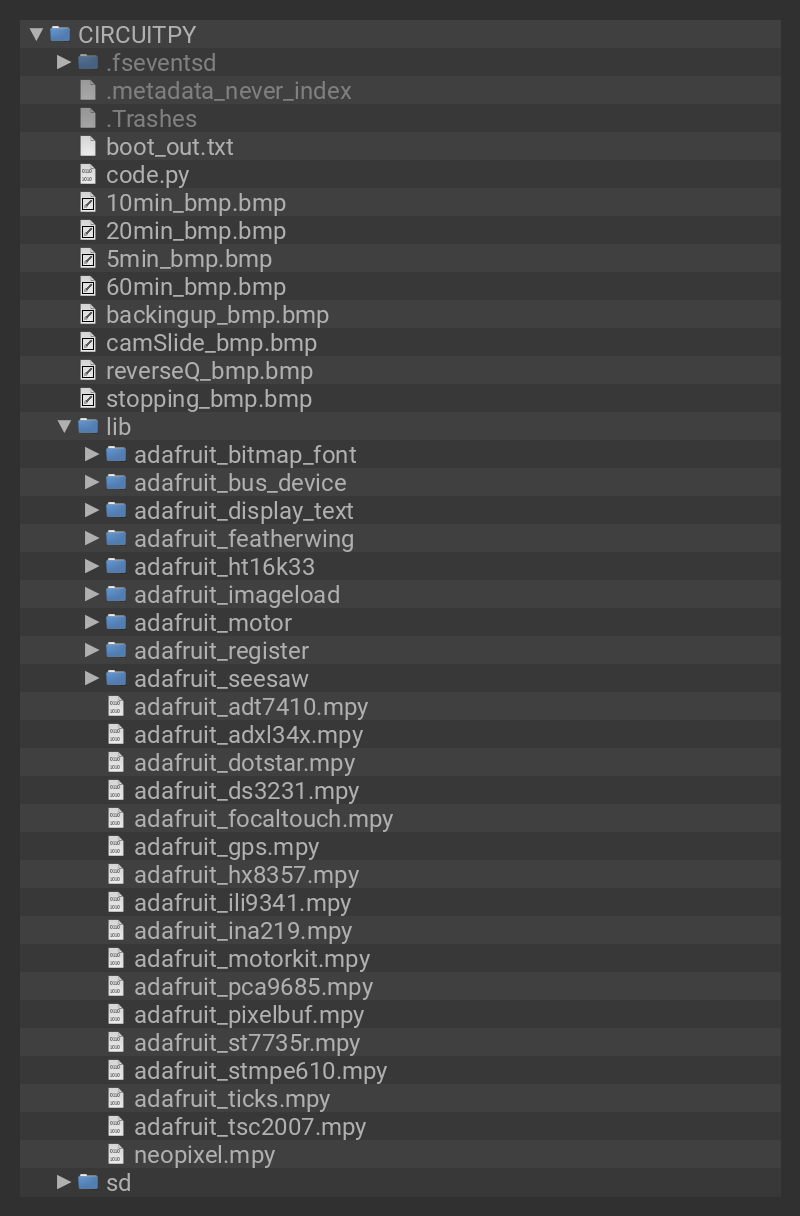 CIRCUITPY
.fseventsd
.metadata_never_index
.Trashes
boot_out.txt
code.py
10min_bmp.bmp
20min_bmp.bmp
5min_bmp.bmp
60min_bmp.bmp
backingup_bmp.bmp
camSlide_bmp.bmp
reverseQ_bmp.bmp
stopping_bmp.bmp
lib
adafruit_bitmap_font
adafruit_bus_device
adafruit_display_text
adafruit_featherwing
adafruit_ht16k33
adafruit_imageload
adafruit_motor
adafruit_register
adafruit_seesaw
adafruit_adt7410.mpy
adafruit_adxl34x.mpy
adafruit_dotstar.mpy
adafruit_ds3231.mpy
adafruit_focaltouch.mpy
adafruit_gps.mpy
adafruit_hx8357.mpy
adafruit_ili9341.mpy
adafruit_ina219.mpy
adafruit_motorkit.mpy
adafruit_pca9685.mpy
adafruit_pixelbuf.mpy
adafruit_st7735r.mpy
adafruit_stmpe610.mpy
adafruit_ticks.mpy
adafruit_tsc2007.mpy
neopixel.mpy
sd